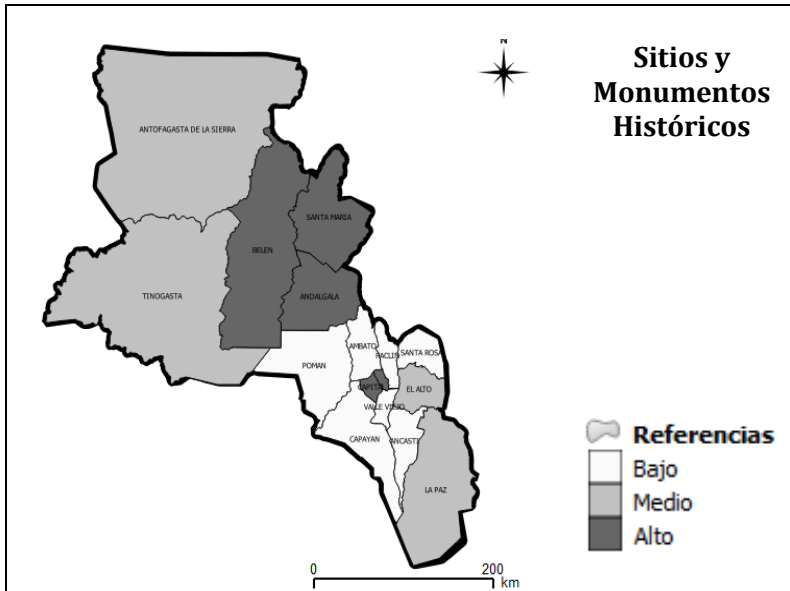 N
Sitios y
Monumentos
Históricos
ANTOFAGASTA DE LA SIERRA
SANTA MARIA
BELEN
TINOGASTA
ANDALGALA
AMBATO
PACLIN
SANTA ROSA
POMAN
CAPITAL
EL ALTO
VALLE VIEJO
CAPAYAN
ANCASTI
LA PAZ
Referencias
Bajo
Medio
Alto
0 200
km